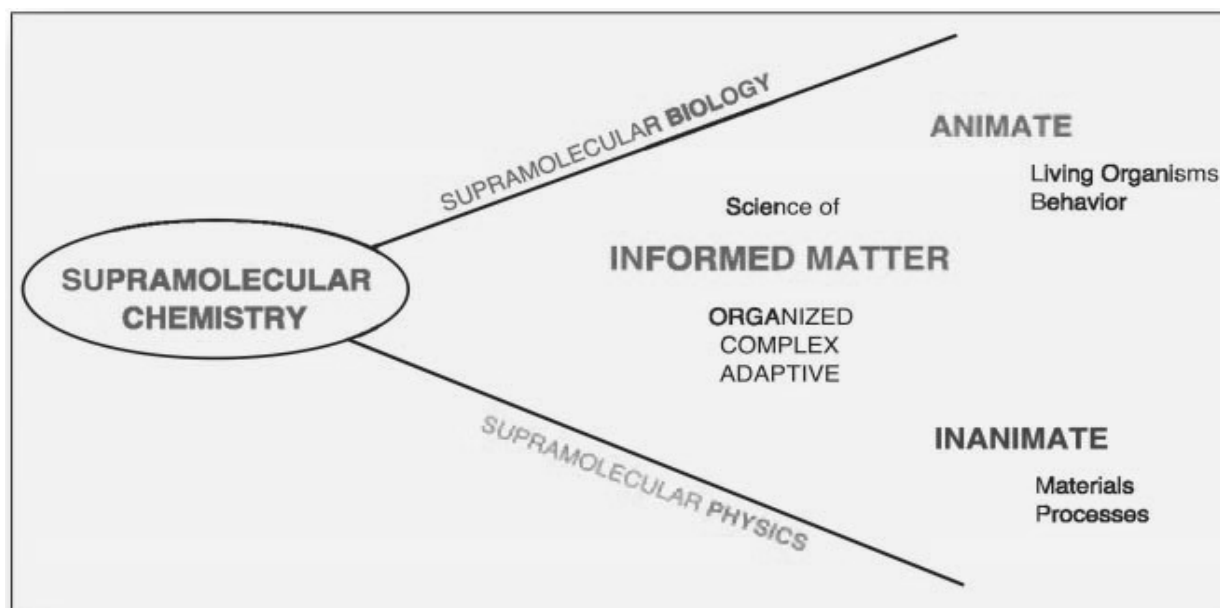 SUPRAMOLECULAR
CHEMISTRY
SUPRAMOLECULAR BIOLOGY
SUPRAMOLECULAR PHYSICS
Science of
INFORMED MATTER
ORGANIZED
COMPLEX
ADAPTIVE
ANIMATE
Living Organisms
Behavior
INANIMATE
Materials
Processes